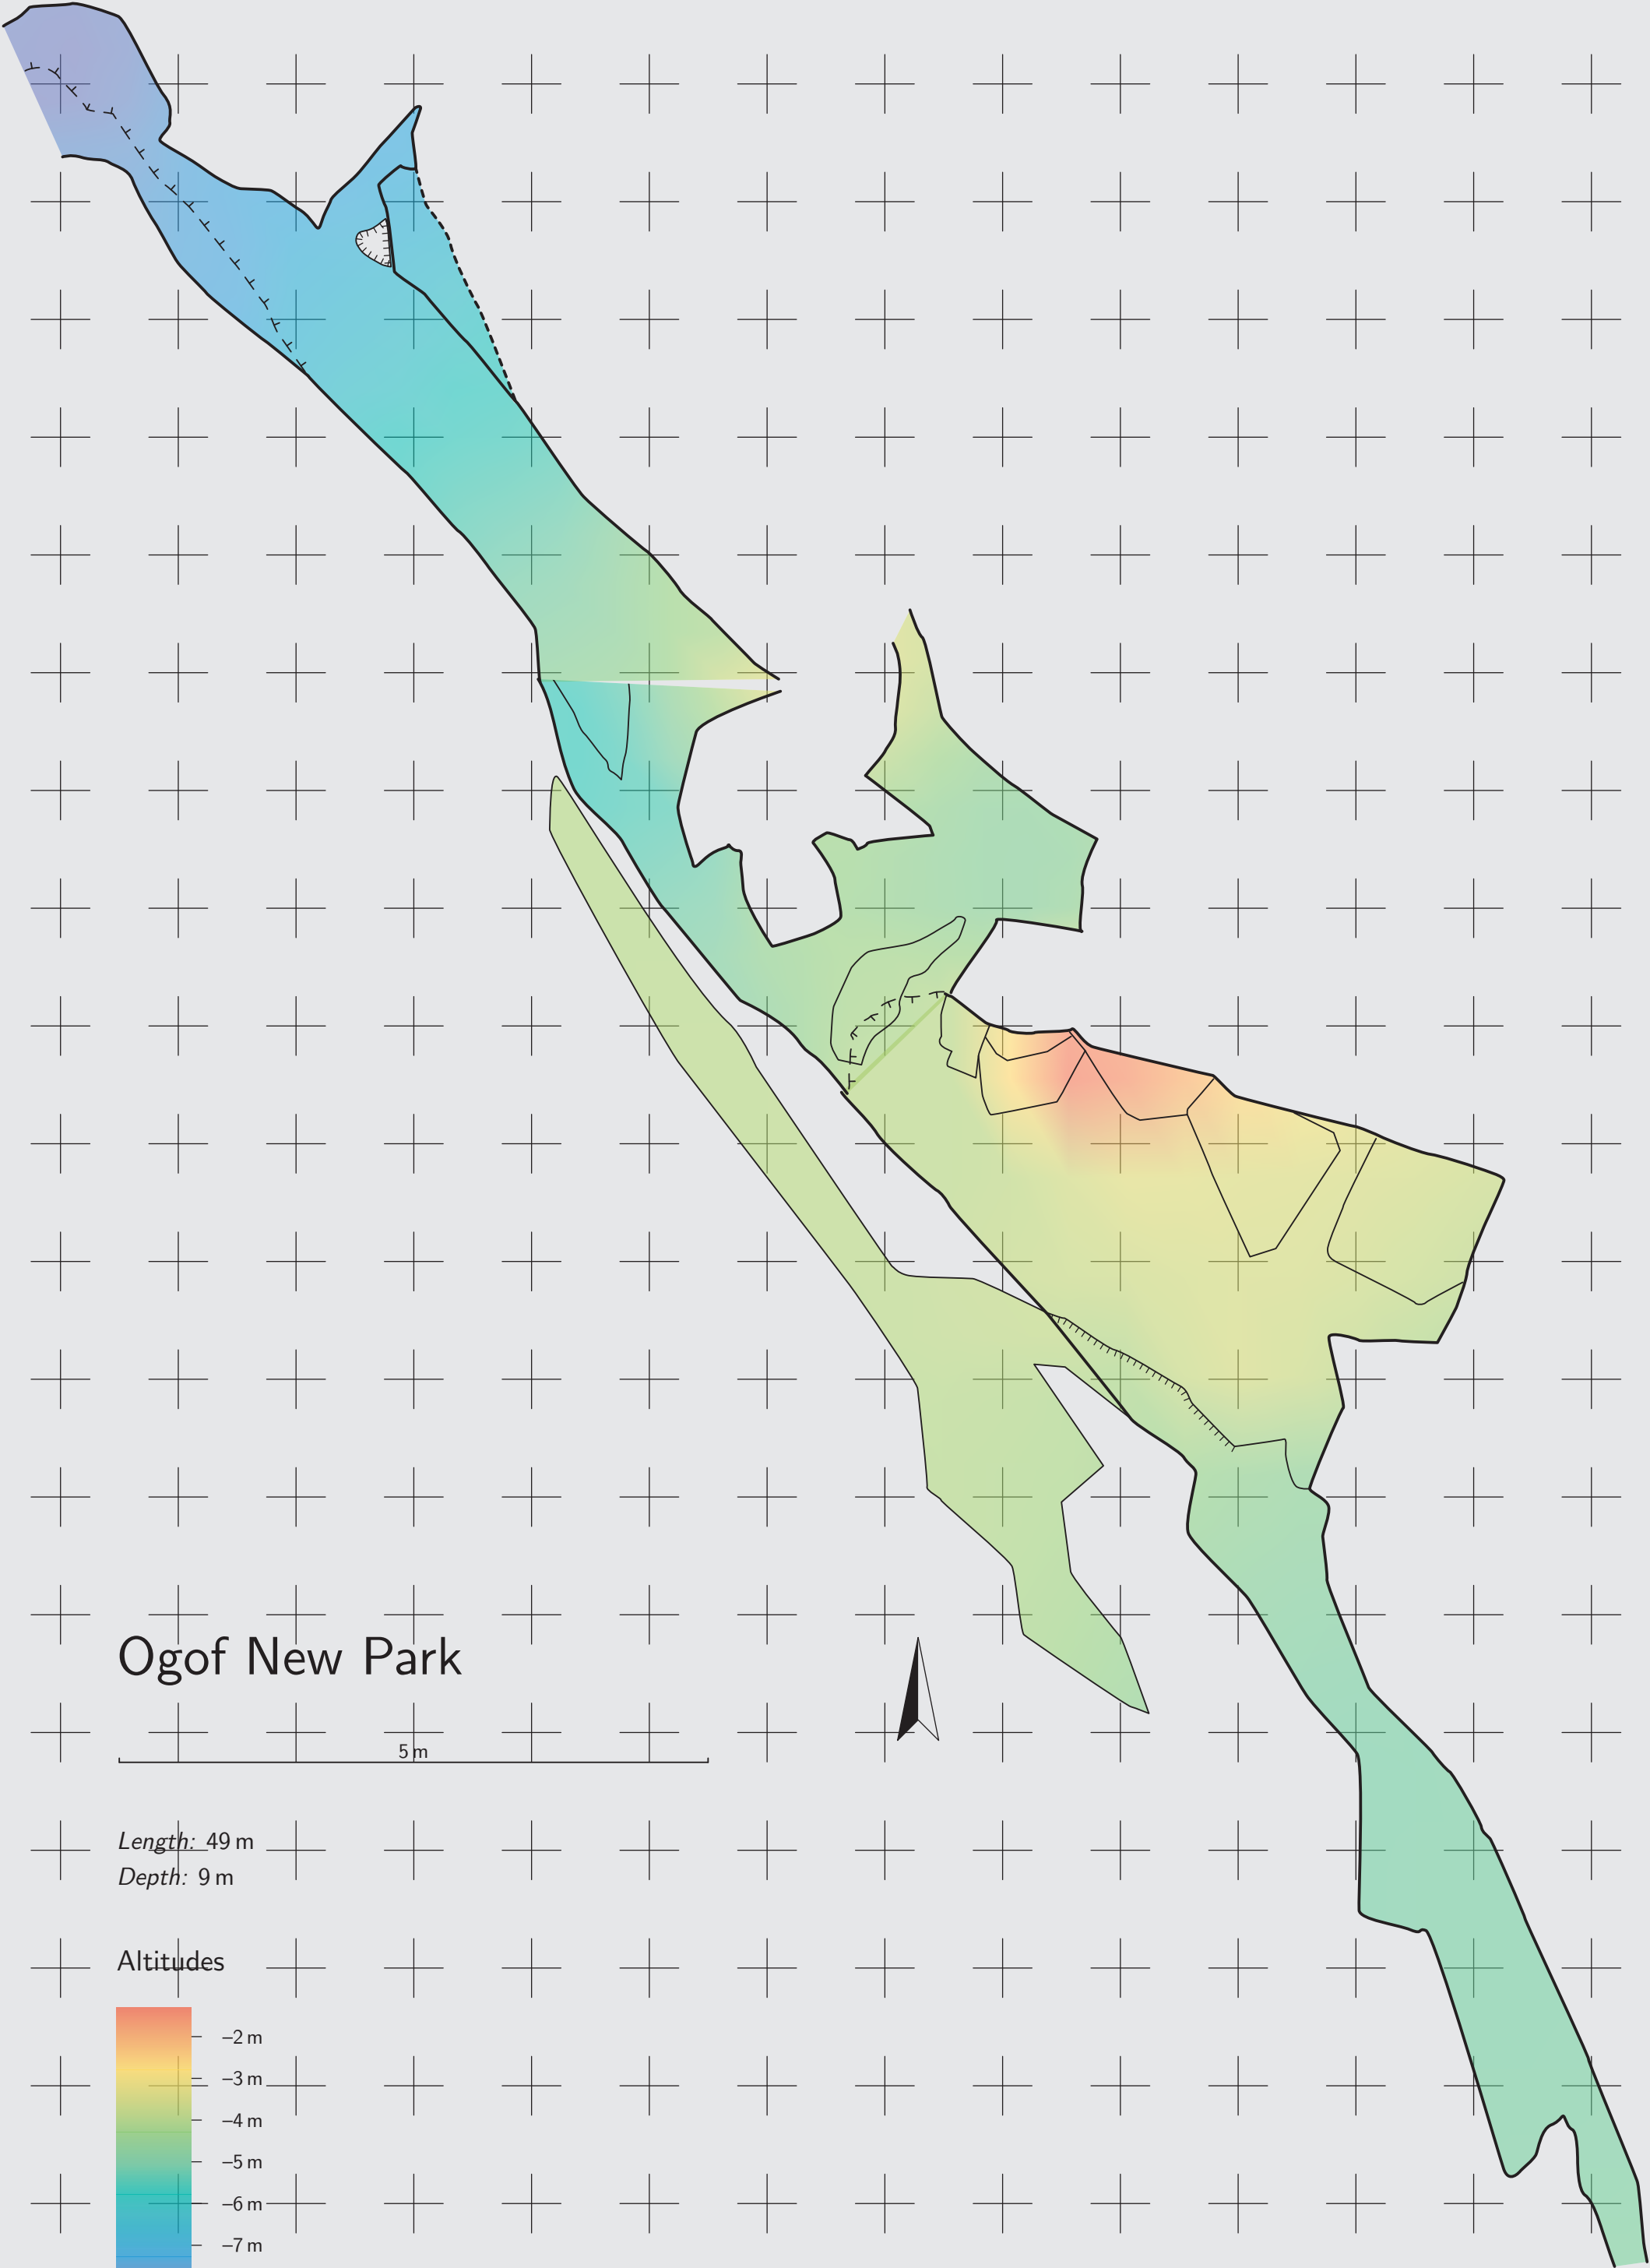 Ogof New Park
5 m
Length: 49 m
Depth: 9 m
Altitudes
–2 m
–3 m
–4 m
–5 m
–6 m
–7 m